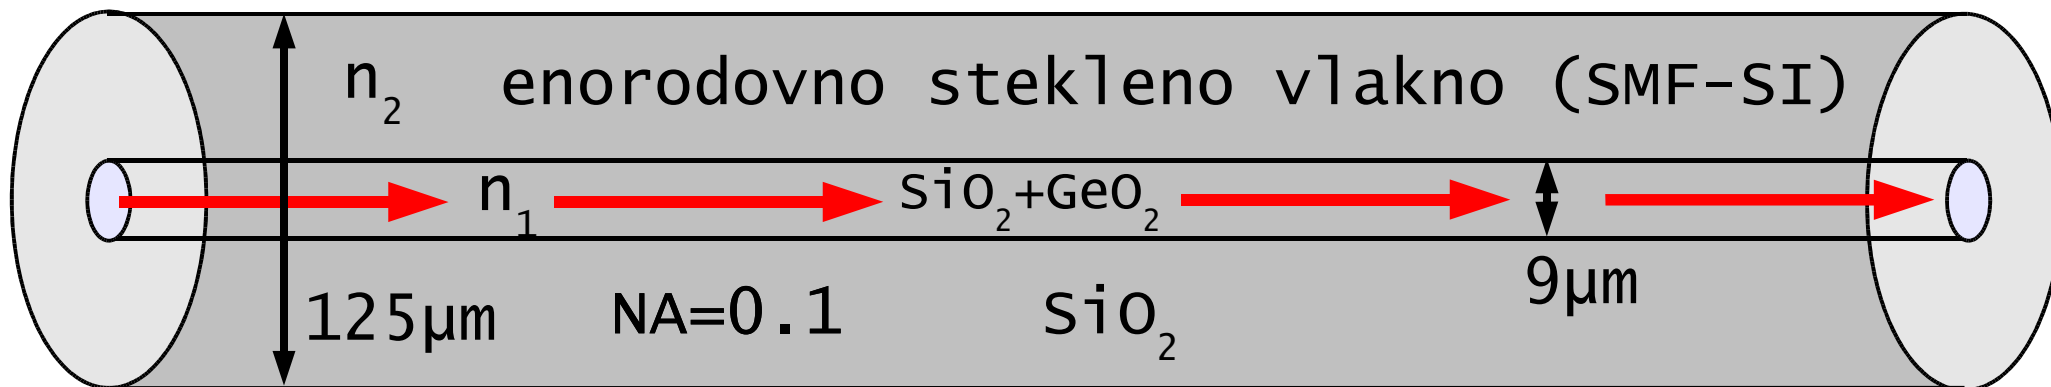 n₂ enorodovno stekleno vlakno (SMF-SI)
n₁ SiO₂+GeO₂
9µm
125µm NA=0.1 SiO₂